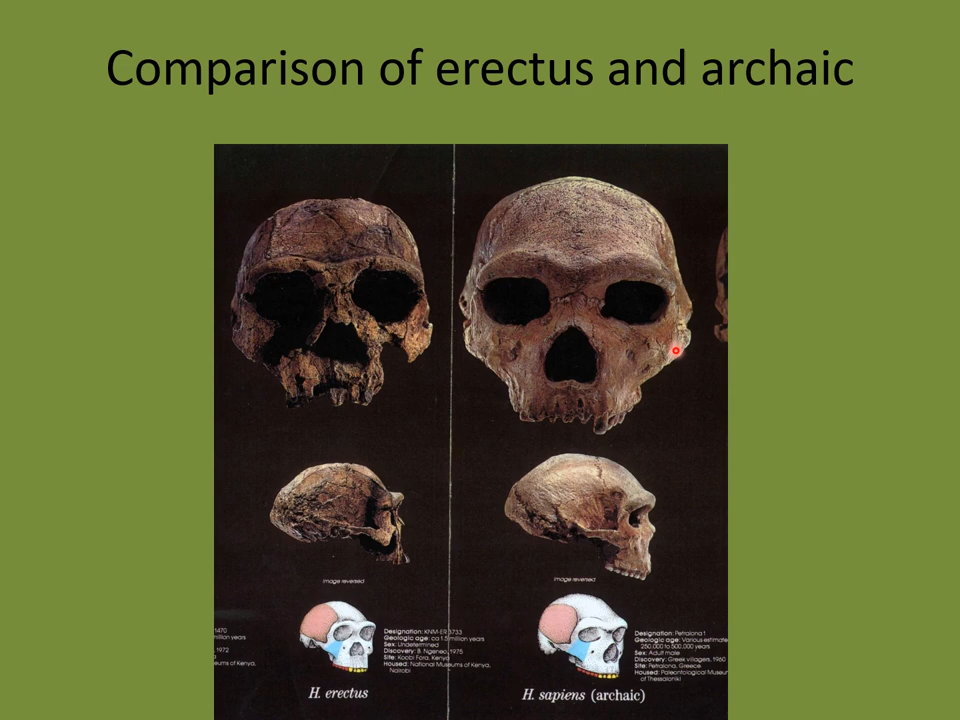 Comparison of erectus and archaic
image reversed
image reversed
1470
million years
, 1972
eums of Kenya,
Designation: KNM-ER 3733
Geologic age: ca 1.5 million years
Sex: Undetermined
Discovery: B. Ngeneo, 1975
Site: Koobi Fora, Kenya
Housed: National Museums of Kenya,
Nairobi
Designation: Petralona 1
Geologic age: Various estimate
250,000 to 500,000 years
Sex: Adult male
Discovery: Greek villagers, 1960
Site: Petralona, Greece
Housed: Paleontological Museum
of Thessaloniki
H. erectus
H. sapiens (archaic)